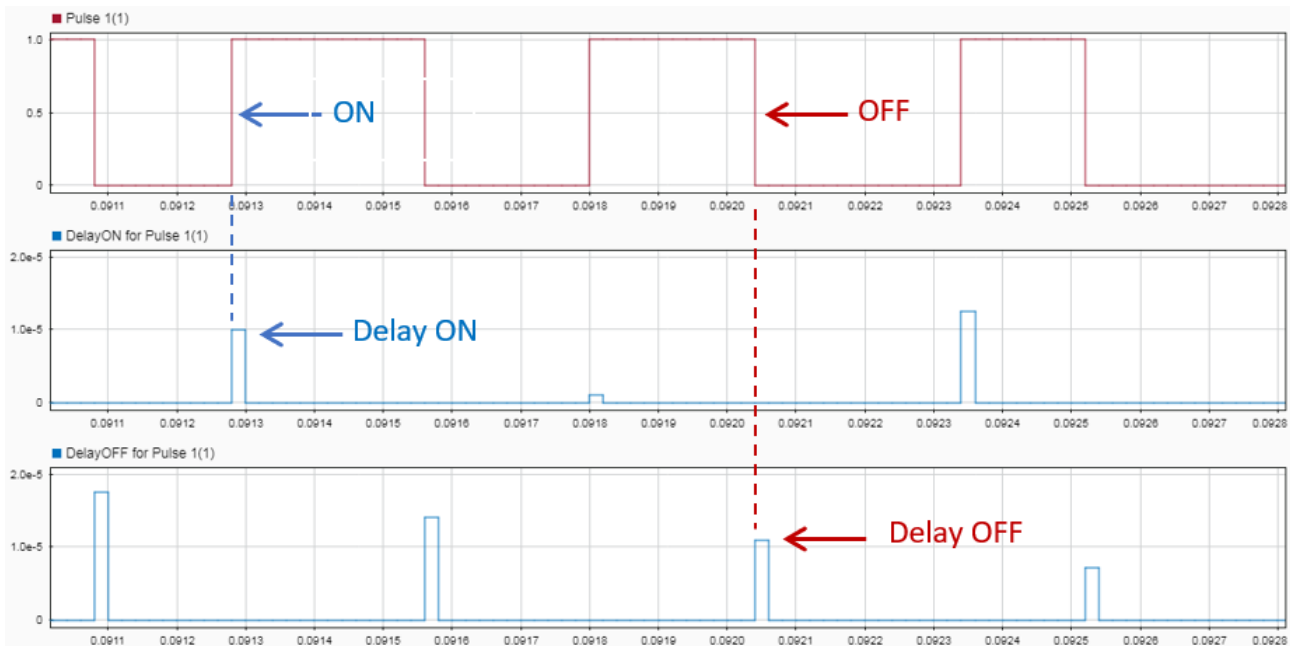 Pulse 1(1)
1.0
ON
OFF
0.5
0
0.0911 0.0912 0.0913 0.0914 0.0915 0.0916 0.0917 0.0918 0.0919 0.0920 0.0921 0.0922 0.0923 0.0924 0.0925 0.0926 0.0927 0.0928
DelayON for Pulse 1(1)
2.0e-5
1.0e-5
Delay ON
0
0.0911 0.0912 0.0913 0.0914 0.0915 0.0916 0.0917 0.0918 0.0919 0.0920 0.0921 0.0922 0.0923 0.0924 0.0925 0.0926 0.0927 0.0928
DelayOFF for Pulse 1(1)
2.0e-5
1.0e-5
Delay OFF
0
0.0911 0.0912 0.0913 0.0914 0.0915 0.0916 0.0917 0.0918 0.0919 0.0920 0.0921 0.0922 0.0923 0.0924 0.0925 0.0926 0.0927 0.0928